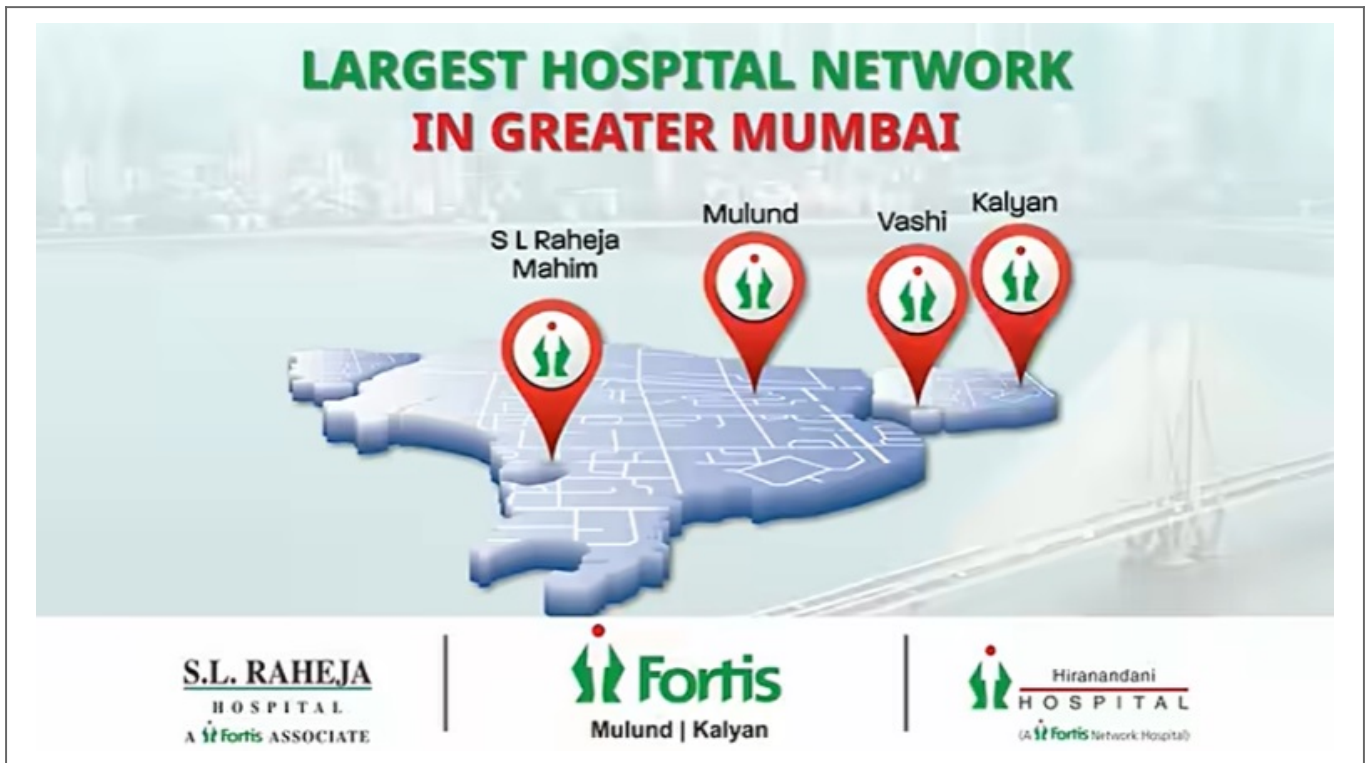 LARGEST HOSPITAL NETWORK
IN GREATER MUMBAI
S L Raheja
Mahim
Mulund
Vashi
Kalyan
S.L. RAHEJA
HOSPITAL
A Fortis ASSOCIATE
Fortis
Mulund | Kalyan
Hiranandani
HOSPITAL
(A Fortis Network Hospital)